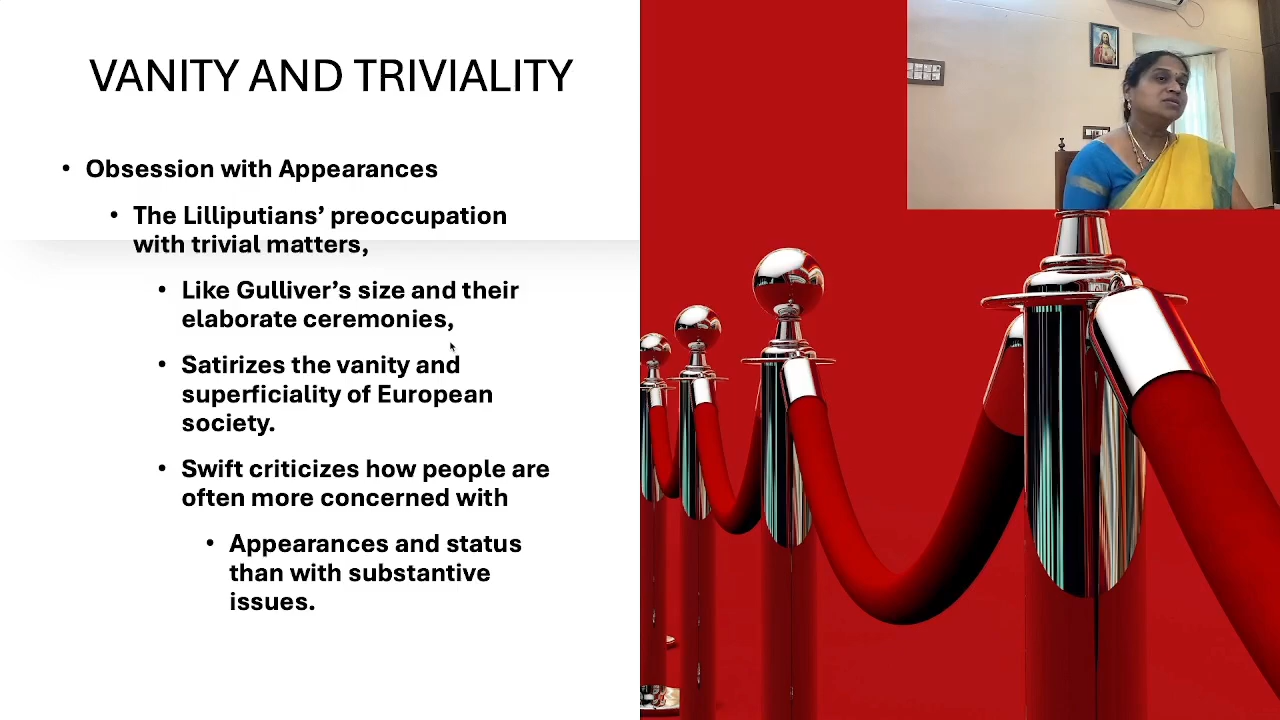 VANITY AND TRIVIALITY
• Obsession with Appearances
• The Lilliputians’ preoccupation
with trivial matters,
• Like Gulliver’s size and their
elaborate ceremonies,
• Satirizes the vanity and
superficiality of European
society.
• Swift criticizes how people are
often more concerned with
• Appearances and status
than with substantive
issues.